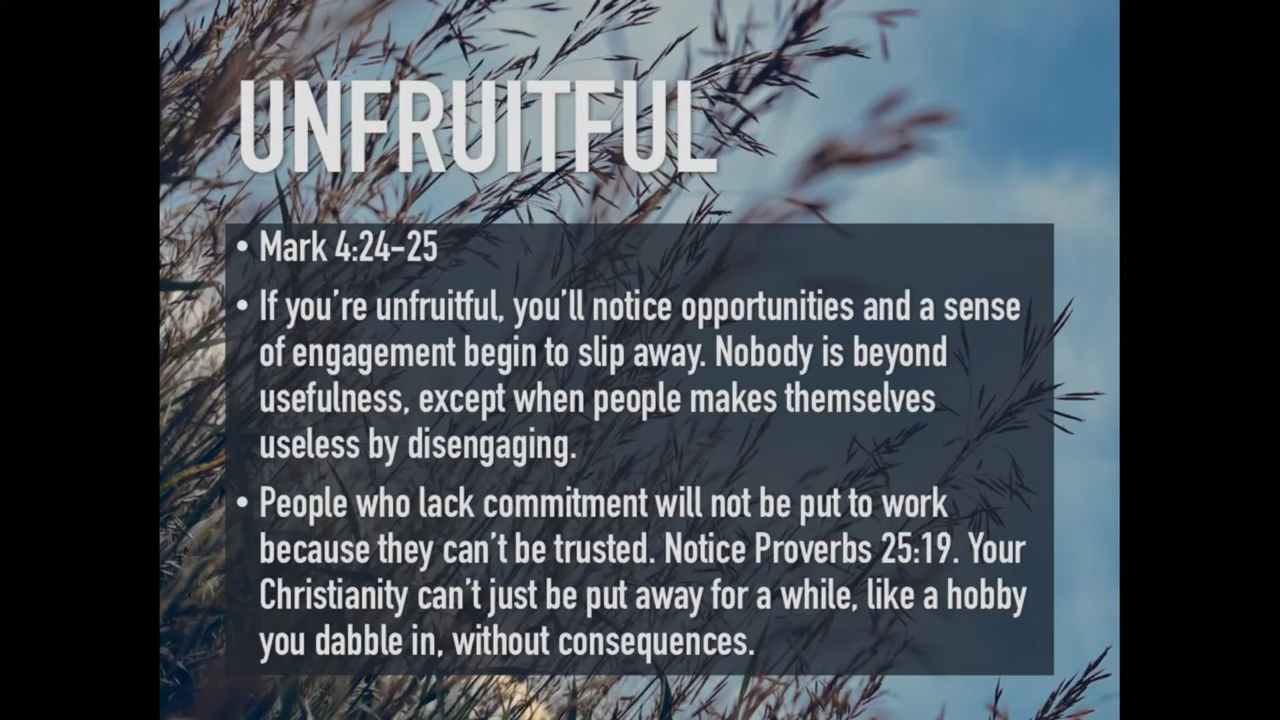 UNFRUITFUL
• Mark 4:24–25
• If you’re unfruitful, you’ll notice opportunities and a sense
of engagement begin to slip away. Nobody is beyond
usefulness, except when people makes themselves
useless by disengaging.
• People who lack commitment will not be put to work
because they can’t be trusted. Notice Proverbs 25:19. Your
Christianity can’t just be put away for a while, like a hobby
you dabble in, without consequences.